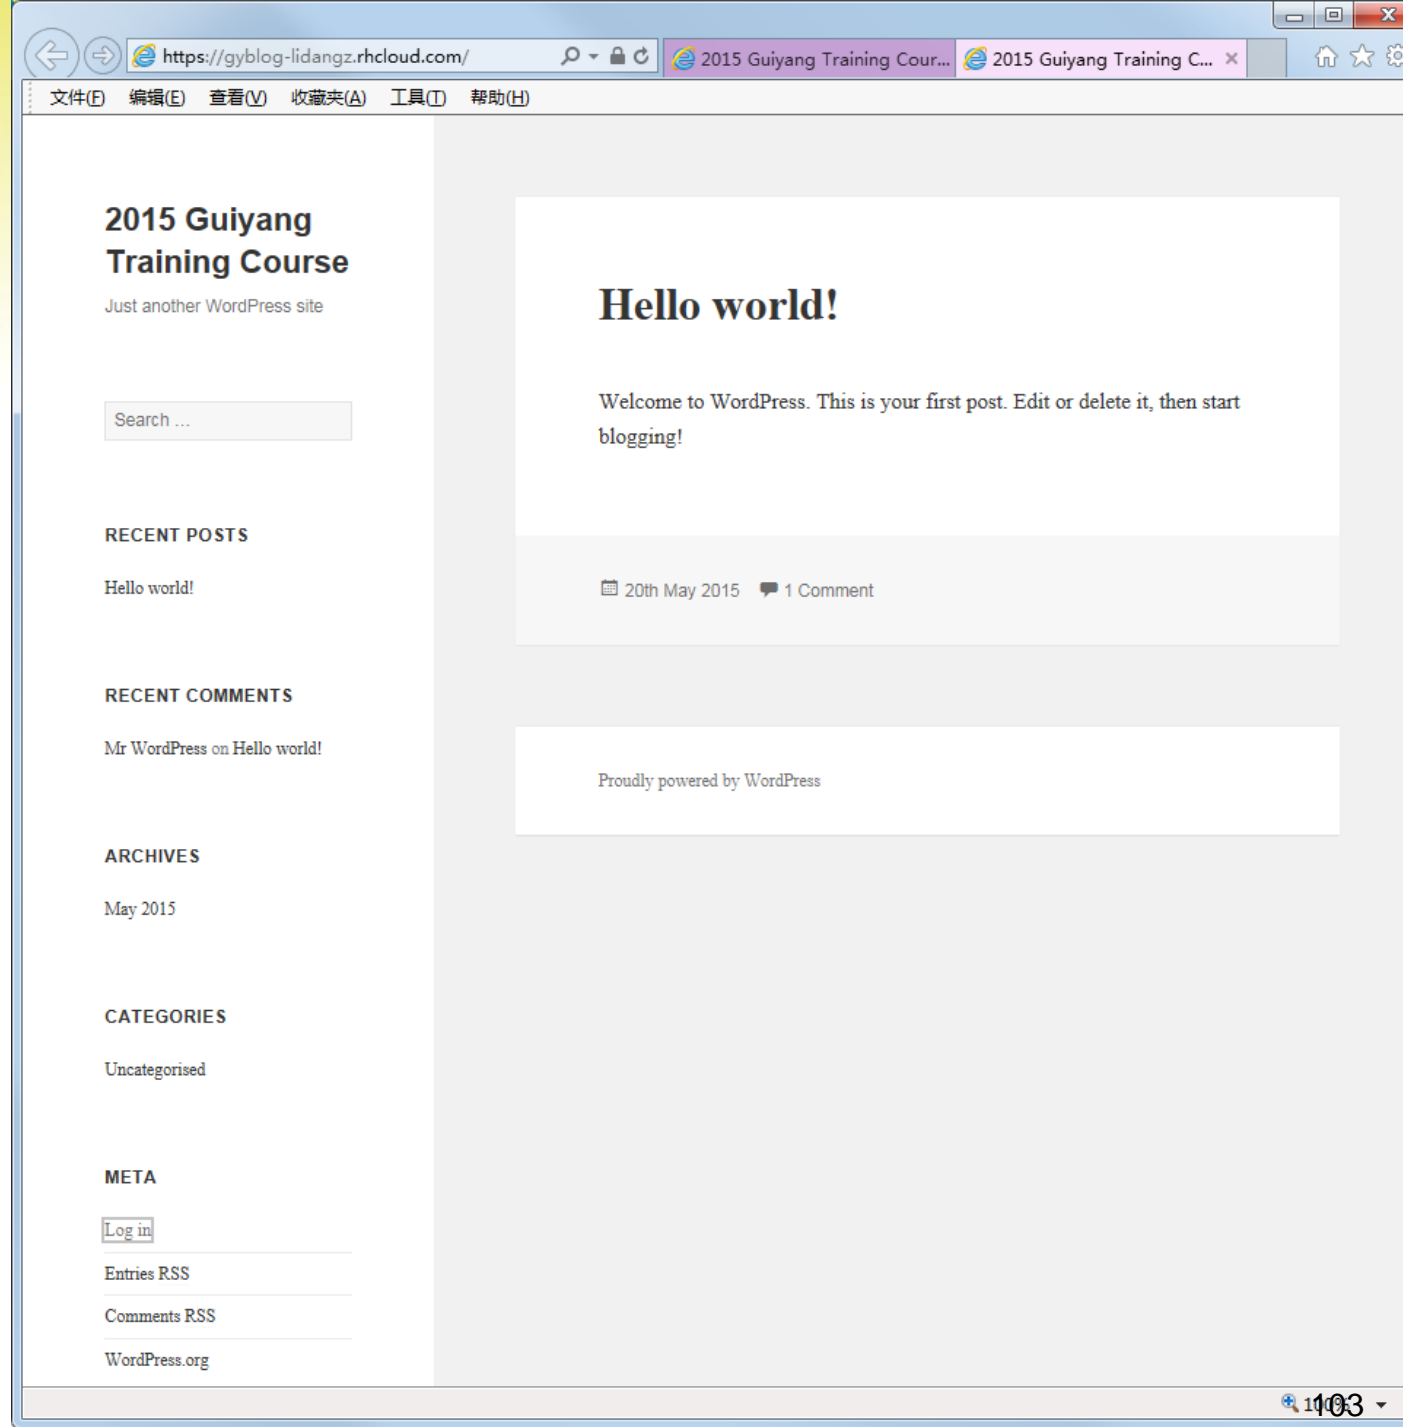 https://gyblog-lidangz.rhcloud.com/
2015 Guiyang Training Cour...
2015 Guiyang Training C...
文件(F) 编辑(E) 查看(V) 收藏夹(A) 工具(T) 帮助(H)
2015 Guiyang
Training Course
Just another WordPress site
Search ...
RECENT POSTS
Hello world!
RECENT COMMENTS
Mr WordPress on Hello world!
ARCHIVES
May 2015
CATEGORIES
Uncategorised
META
Log in
Entries RSS
Comments RSS
WordPress.org
Hello world!
Welcome to WordPress. This is your first post. Edit or delete it, then start
blogging!
20th May 2015 1 Comment
Proudly powered by WordPress
100%
103